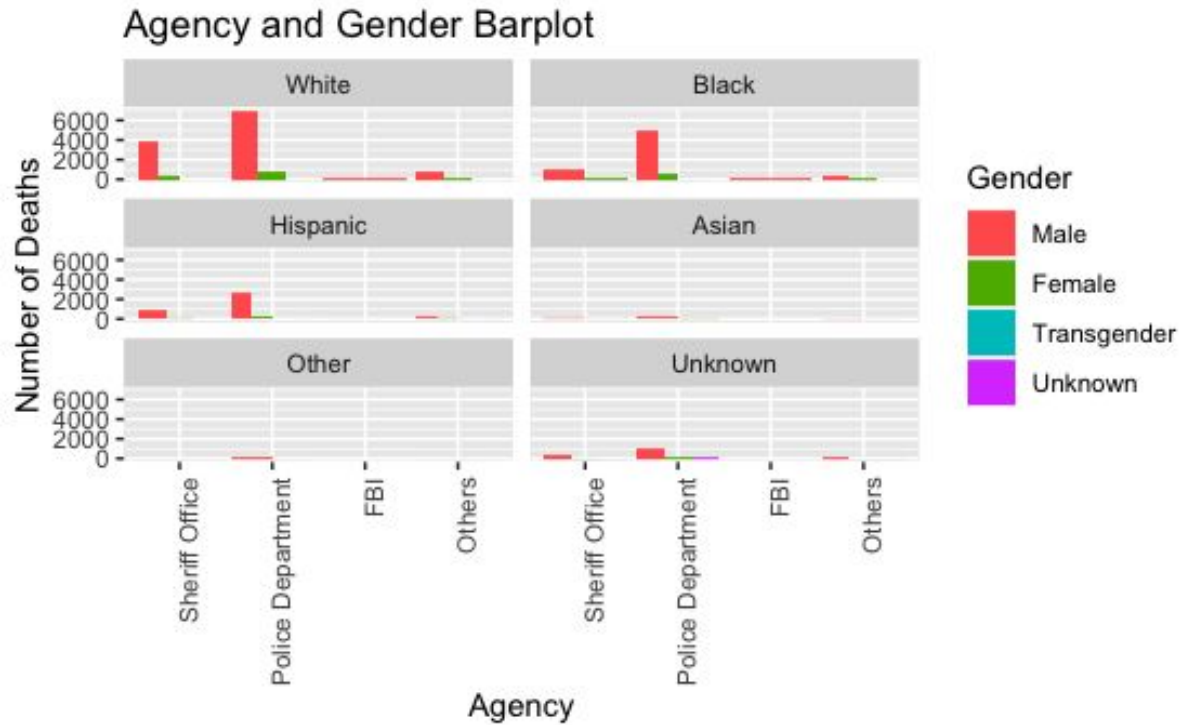 Agency and Gender Barplot
White
Black
6000
4000
2000
0
Hispanic
Asian
6000
4000
2000
0
Other
Unknown
6000
4000
2000
0
Number of Deaths
Sheriff Office
Police Department
FBI
Others
Sheriff Office
Police Department
FBI
Others
Agency
Gender
Male
Female
Transgender
Unknown